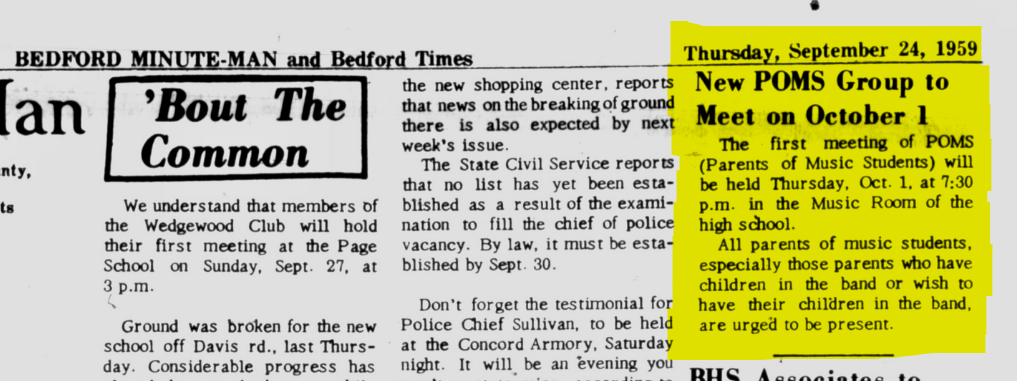 BEDFORD MINUTE-MAN and Bedford Times
Thursday, September 24, 1959
nty,
ts
'Bout The
Common
We understand that members of
the Wedgewood Club will hold
their first meeting at the Page
School on Sunday, Sept. 27, at
3 p.m.
Ground was broken for the new
school off Davis rd., last Thurs-
day. Considerable progress has
the new shopping center, reports
that news on the breaking of ground
there is also expected by next
week's issue.
The State Civil Service reports
that no list has yet been esta-
blished as a result of the exami-
nation to fill the chief of police
vacancy. By law, it must be esta-
blished by Sept. 30.
Don't forget the testimonial for
Police Chief Sullivan, to be held
at the Concord Armory, Saturday
night. It will be an evening you
New POMS Group to
Meet on October 1
The first meeting of POMS
(Parents of Music Students) will
be held Thursday, Oct. 1, at 7:30
p.m. in the Music Room of the
high school.
All parents of music students,
especially those parents who have
children in the band or wish to
have their children in the band,
are urged to be present.
BHS Associates to